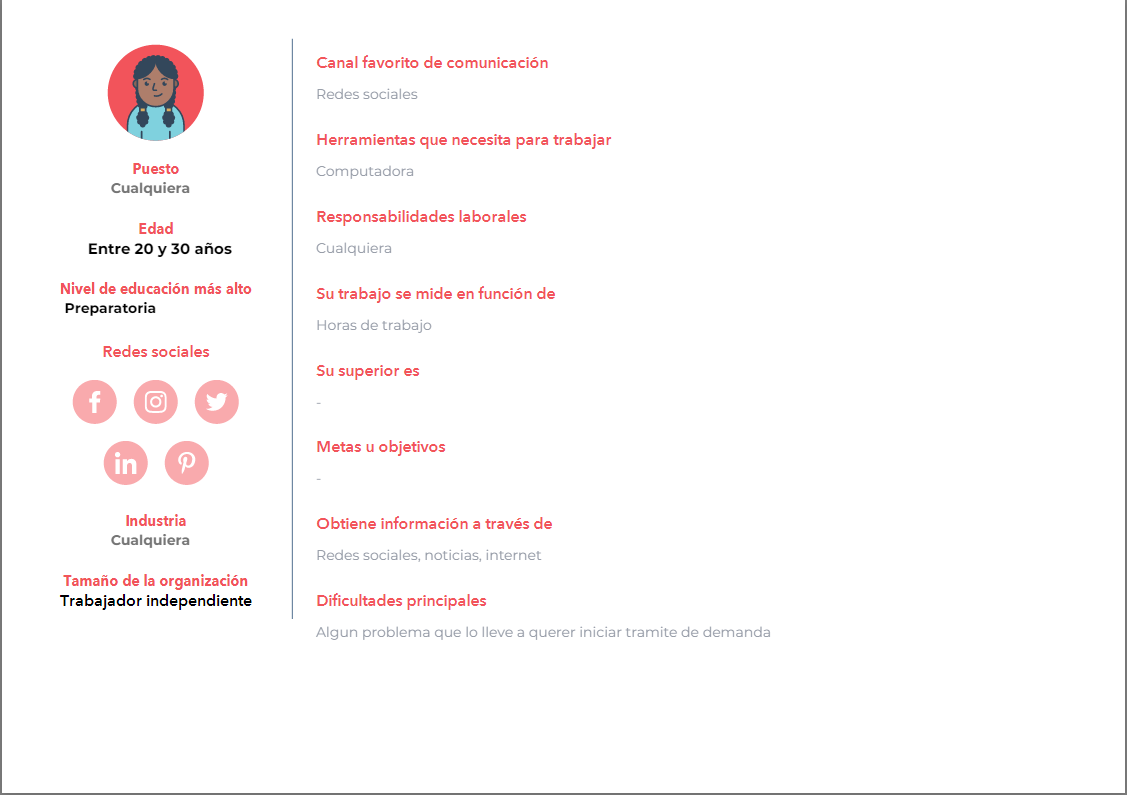 Puesto
Cualquiera
Edad
Entre 20 y 30 años
Nivel de educación más alto
Preparatoria
Redes sociales
f
in
Industria
Cualquiera
Tamaño de la organización
Trabajador independiente
Canal favorito de comunicación
Redes sociales
Herramientas que necesita para trabajar
Computadora
Responsabilidades laborales
Cualquiera
Su trabajo se mide en función de
Horas de trabajo
Su superior es
-
Metas u objetivos
-
Obtiene información a través de
Redes sociales, noticias, internet
Dificultades principales
Algun problema que lo lleve a querer iniciar tramite de demanda